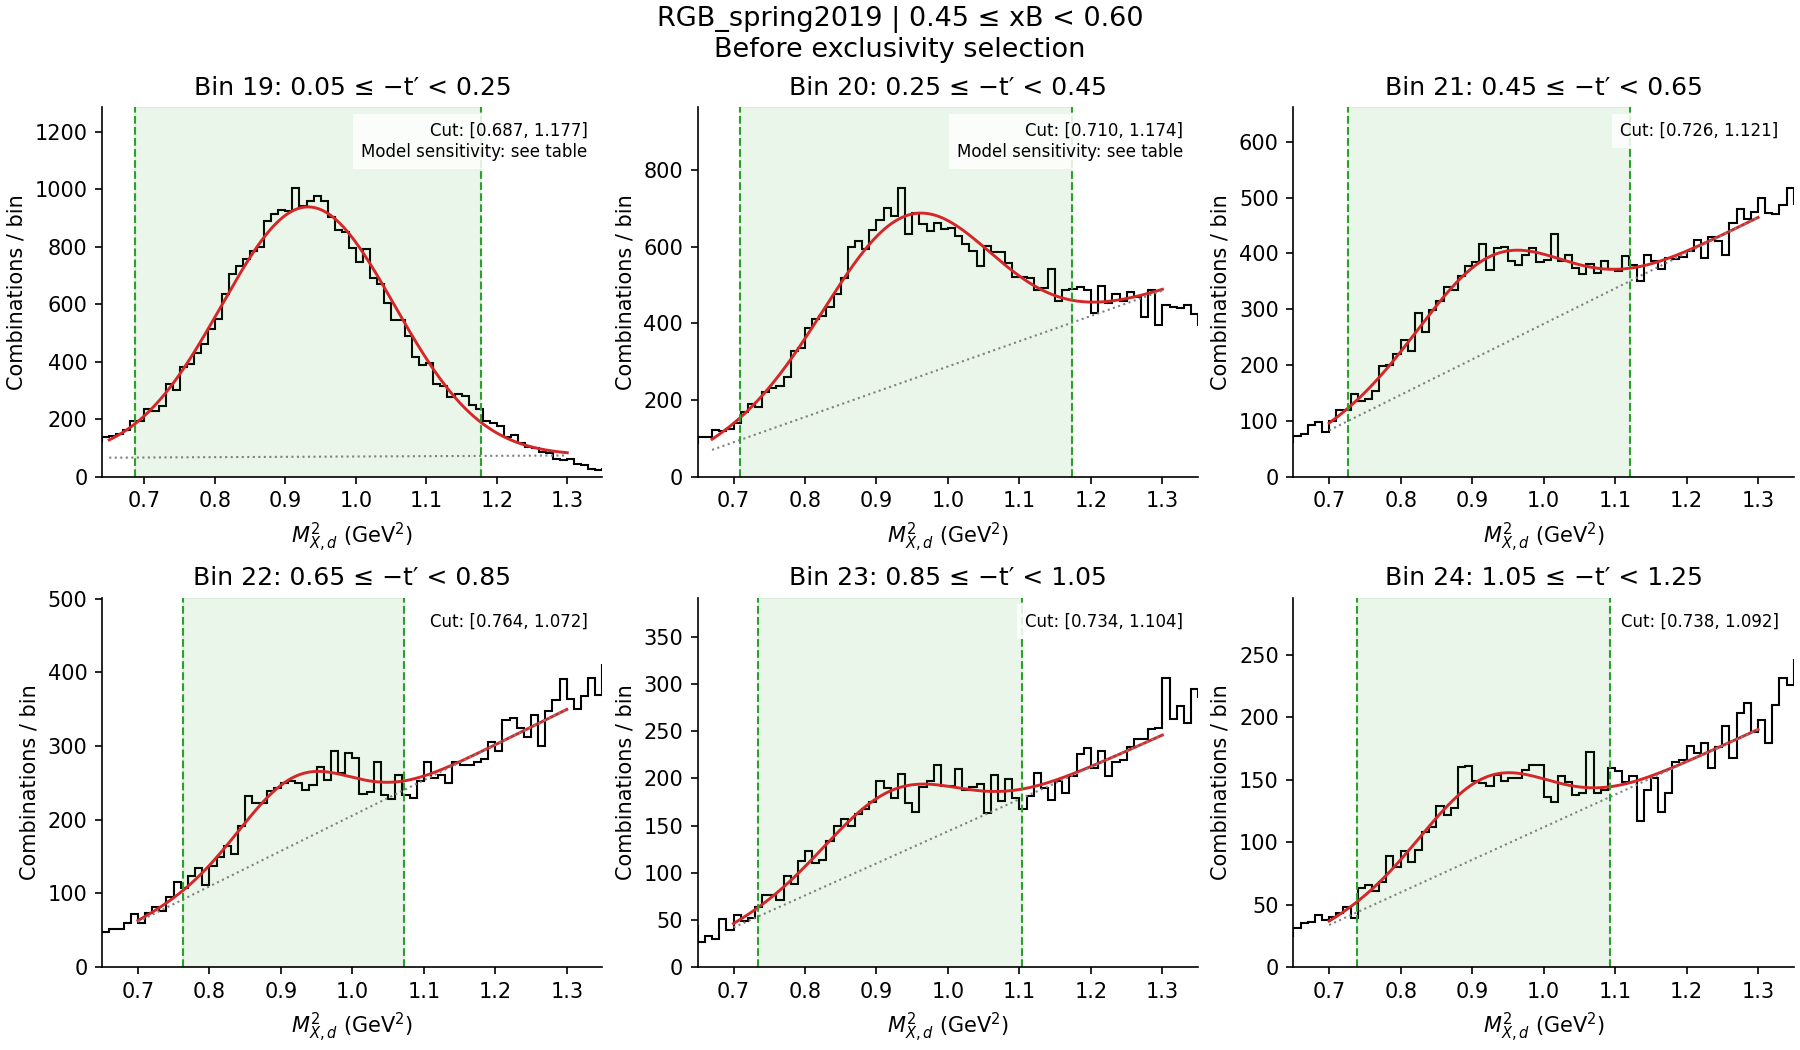 RGB_spring2019 | 0.45 ≤ xB < 0.60
Before exclusivity selection
Bin 19: 0.05 ≤ −t′ < 0.25
Cut: [0.687, 1.177]
Model sensitivity: see table
Combinations / bin
1200
1000
800
600
400
200
0
0.7 0.8 0.9 1.0 1.1 1.2 1.3
M²X,d (GeV²)
Bin 20: 0.25 ≤ −t′ < 0.45
Cut: [0.710, 1.174]
Model sensitivity: see table
Combinations / bin
800
600
400
200
0
0.7 0.8 0.9 1.0 1.1 1.2 1.3
M²X,d (GeV²)
Bin 21: 0.45 ≤ −t′ < 0.65
Cut: [0.726, 1.121]
Combinations / bin
600
500
400
300
200
100
0
0.7 0.8 0.9 1.0 1.1 1.2 1.3
M²X,d (GeV²)
Bin 22: 0.65 ≤ −t′ < 0.85
Cut: [0.764, 1.072]
Combinations / bin
500
400
300
200
100
0
0.7 0.8 0.9 1.0 1.1 1.2 1.3
M²X,d (GeV²)
Bin 23: 0.85 ≤ −t′ < 1.05
Cut: [0.734, 1.104]
Combinations / bin
350
300
250
200
150
100
50
0
0.7 0.8 0.9 1.0 1.1 1.2 1.3
M²X,d (GeV²)
Bin 24: 1.05 ≤ −t′ < 1.25
Cut: [0.738, 1.092]
Combinations / bin
250
200
150
100
50
0
0.7 0.8 0.9 1.0 1.1 1.2 1.3
M²X,d (GeV²)